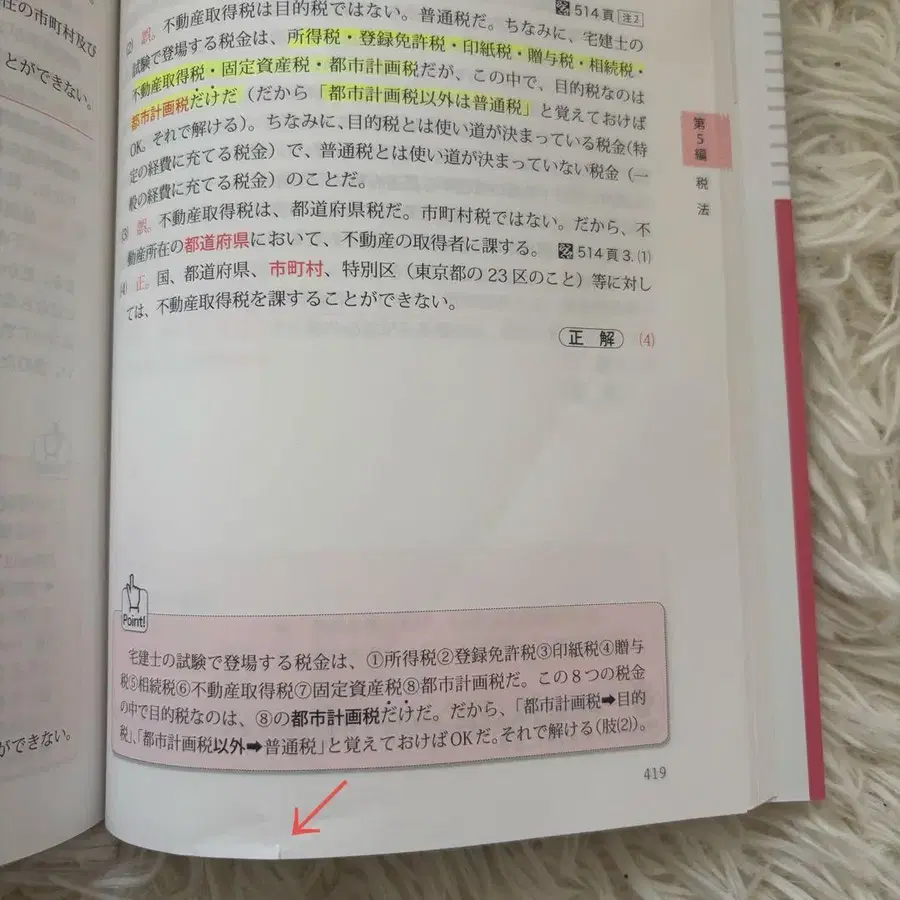 在の市町村及び
とができない。
(2) 誤。不動産取得税は目的税ではない。普通税だ。ちなみに、宅建士の
514頁 注2
試験で登場する税金は、所得税・登録免許税・印紙税・贈与税・相続税・
不動産取得税・固定資産税・都市計画税だが、この中で、目的税なのは
都市計画税だけだ(だから「都市計画税以外は普通税」と覚えておけば
OK。それで解ける)。ちなみに、目的税とは使い道が決まっている税金(特
定の経費に充てる税金)で、普通税とは使い道が決まっていない税金(一
般の経費に充てる税金)のことだ。
(3) 誤。不動産取得税は、都道府県税だ。市町村税ではない。だから、不
動産所在の都道府県において、不動産の取得者に課する。 514頁 3.(1)
(4) 正。国、都道府県、市町村、特別区(東京都の23区のこと)等に対し
ては、不動産取得税を課することができない。
正 解 (4)
第5編 税法
Point!
宅建士の試験で登場する税金は、①所得税②登録免許税③印紙税④贈与
税⑤相続税⑥不動産取得税⑦固定資産税⑧都市計画税だ。この8つの税金
の中で目的税なのは、⑧の都市計画税だけだ。だから、「都市計画税➡目的
税」、「都市計画税以外➡普通税」と覚えておけばOKだ。それで解ける(肢(2))。
ができない。
419